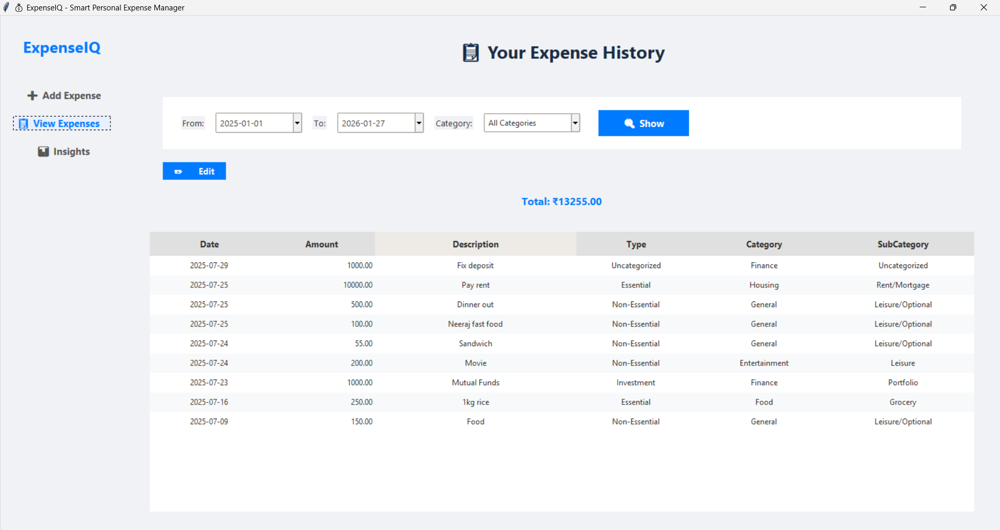 ExpenseIQ - Smart Personal Expense Manager
ExpenseIQ
Your Expense History
Add Expense
View Expenses
Insights
From: 2025-01-01 To: 2026-01-27 Category: All Categories Show
Edit
Total: ₹13255.00
Date Amount Description Type Category SubCategory
2025-07-29 1000.00 Fix deposit Uncategorized Finance Uncategorized
2025-07-25 10000.00 Pay rent Essential Housing Rent/Mortgage
2025-07-25 500.00 Dinner out Non-Essential General Leisure/Optional
2025-07-25 100.00 Neeraj fast food Non-Essential General Leisure/Optional
2025-07-24 55.00 Sandwich Non-Essential General Leisure/Optional
2025-07-24 200.00 Movie Non-Essential Entertainment Leisure
2025-07-23 1000.00 Mutual Funds Investment Finance Portfolio
2025-07-16 250.00 1kg rice Essential Food Grocery
2025-07-09 150.00 Food Non-Essential General Leisure/Optional